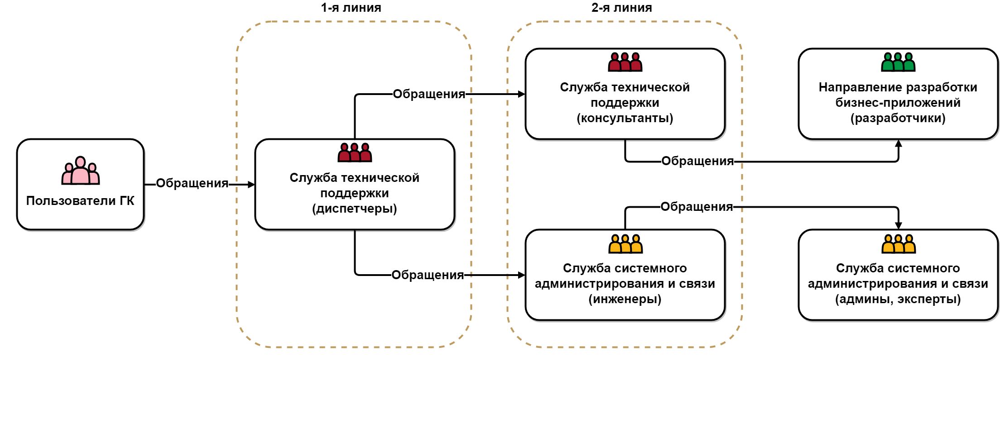 1-я линия
2-я линия
Пользователи ГК
Обращения
Служба технической
поддержки
(диспетчеры)
Обращения
Обращения
Служба технической
поддержки
(консультанты)
Обращения
Направление разработки
бизнес-приложений
(разработчики)
Обращения
Служба системного
администрирования и связи
(инженеры)
Служба системного
администрирования и связи
(админы, эксперты)